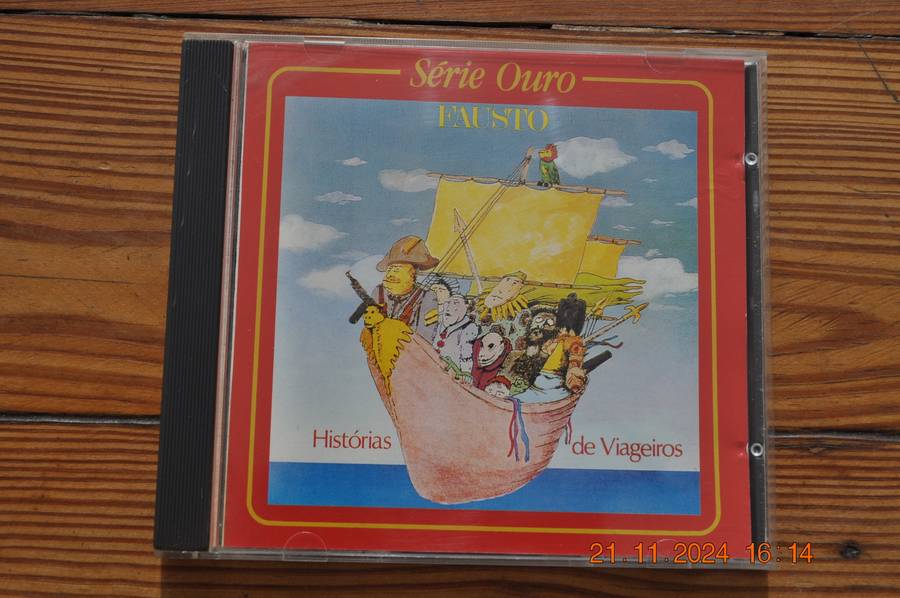 Série Ouro
FAUSTO
Histórias de Viageiros
21.11.2024 16:14